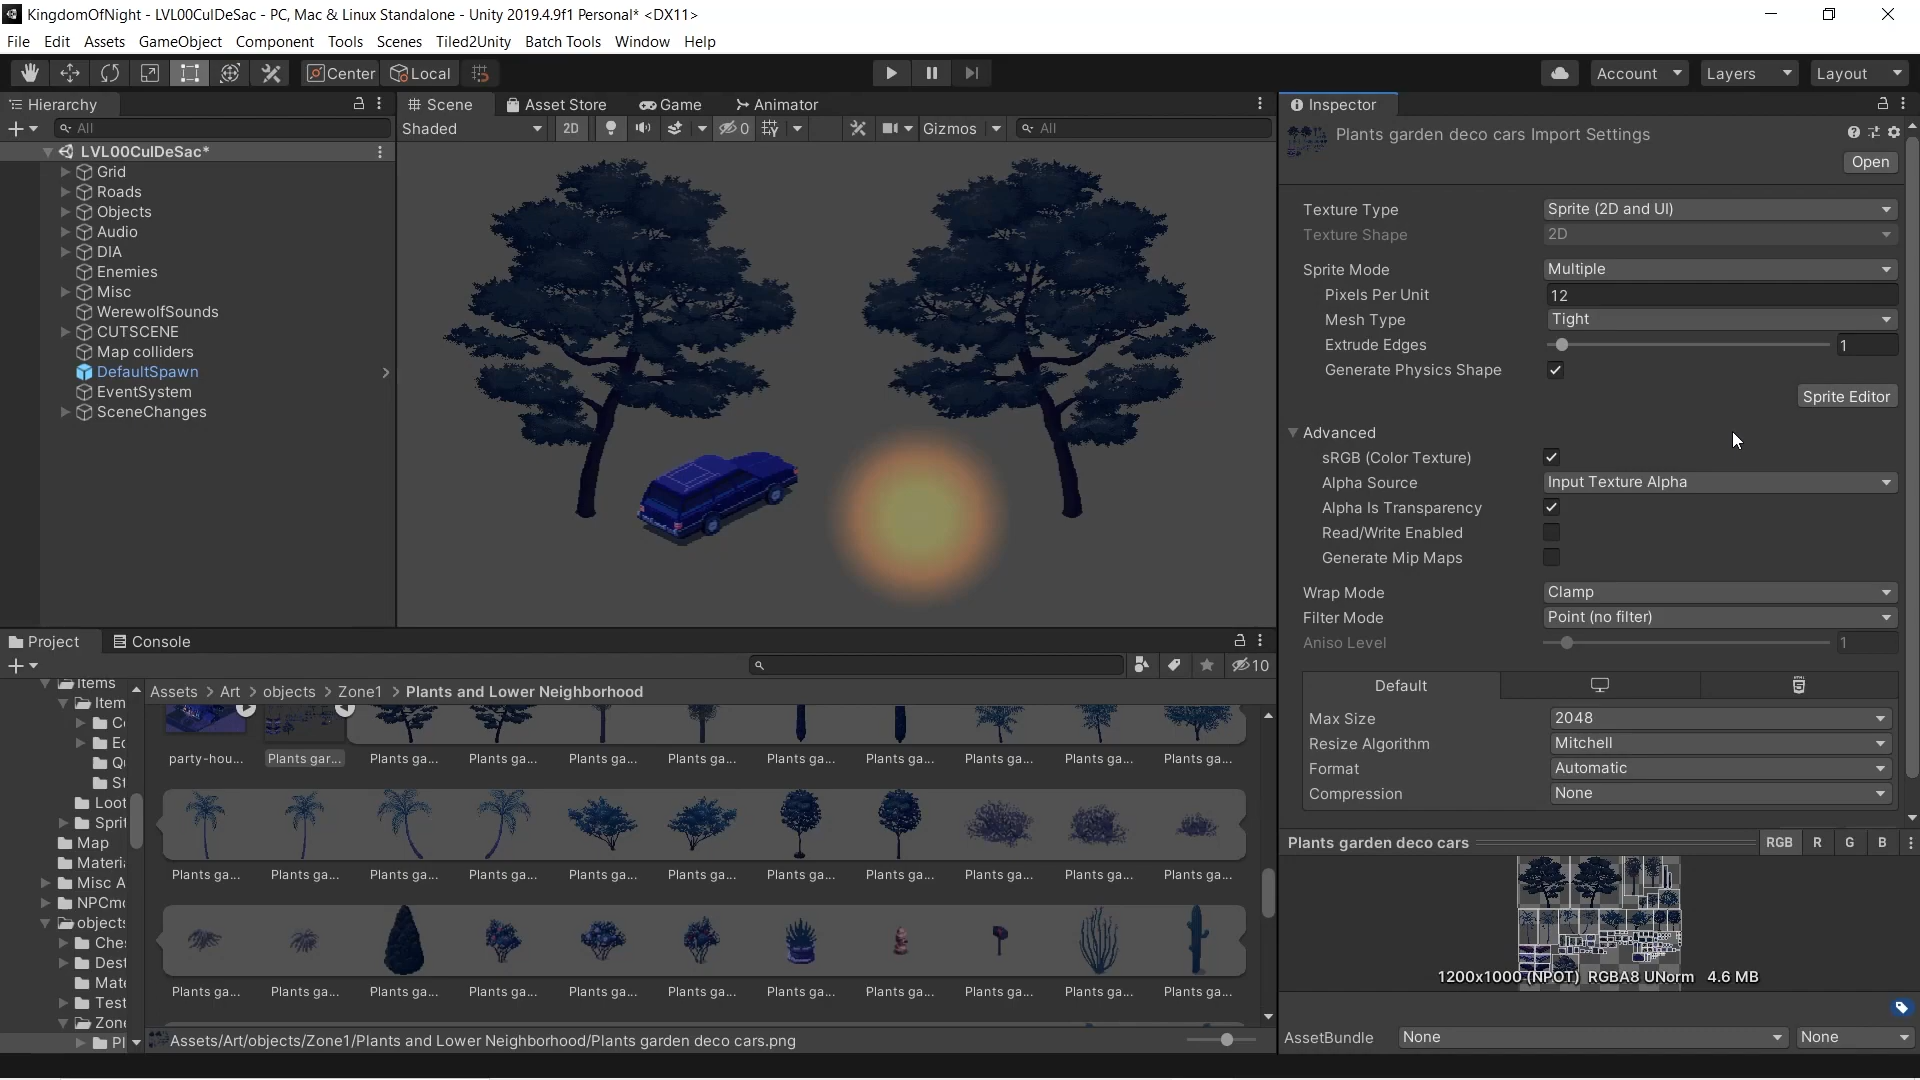 KingdomOfNight - LVL00CulDeSac - PC, Mac & Linux Standalone - Unity 2019.4.9f1 Personal* <DX11>
File Edit Assets GameObject Component Tools Scenes Tiled2Unity Batch Tools Window Help
Center Local Account Layers Layout
Hierarchy
All
LVL00CulDeSac*
Grid
Roads
Objects
Audio
DIA
Enemies
Misc
WerewolfSounds
CUTSCENE
Map colliders
DefaultSpawn
EventSystem
SceneChanges
Scene Asset Store Game Animator
Shaded 2D 0 Gizmos All
Inspector
Plants garden deco cars Import Settings
Open
Texture Type Sprite (2D and UI)
Texture Shape 2D
Sprite Mode Multiple
Pixels Per Unit 12
Mesh Type Tight
Extrude Edges 1
Generate Physics Shape
Sprite Editor
Advanced
sRGB (Color Texture)
Alpha Source Input Texture Alpha
Alpha Is Transparency
Read/Write Enabled
Generate Mip Maps
Wrap Mode Clamp
Filter Mode Point (no filter)
Aniso Level 1
Default
Max Size 2048
Resize Algorithm Mitchell
Format Automatic
Compression None
Plants garden deco cars RGB R G B
1200x1000 (NPOT) RGBA8 UNorm 4.6 MB
AssetBundle None None
Project Console
10
Items
Item
Loot
Sprit
Map
Materi
Misc A
NPCmo
objects
Ches
Dest
Mate
Test
Zone
Pl
Assets > Art > objects > Zone1 > Plants and Lower Neighborhood
party-hou... Plants gar... Plants ga... Plants ga... Plants ga... Plants ga... Plants ga... Plants ga... Plants ga... Plants ga... Plants ga...
Plants ga... Plants ga... Plants ga... Plants ga... Plants ga... Plants ga... Plants ga... Plants ga... Plants ga... Plants ga... Plants ga...
Plants ga... Plants ga... Plants ga... Plants ga... Plants ga... Plants ga... Plants ga... Plants ga... Plants ga... Plants ga... Plants ga...
Assets/Art/objects/Zone1/Plants and Lower Neighborhood/Plants garden deco cars.png